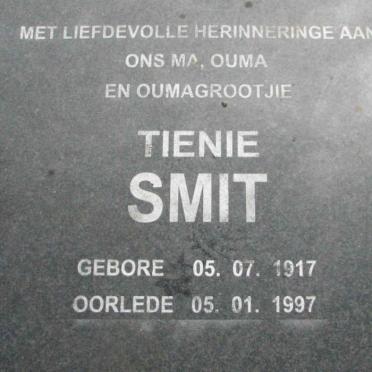 MET LIEFDEVOLLE HERINNERINGE AAN
ONS MA, OUMA
EN OUMAGROOTJIE
TIENIE
SMIT
GEBORE 05. 07. 1917
OORLEDE 05. 01. 1997